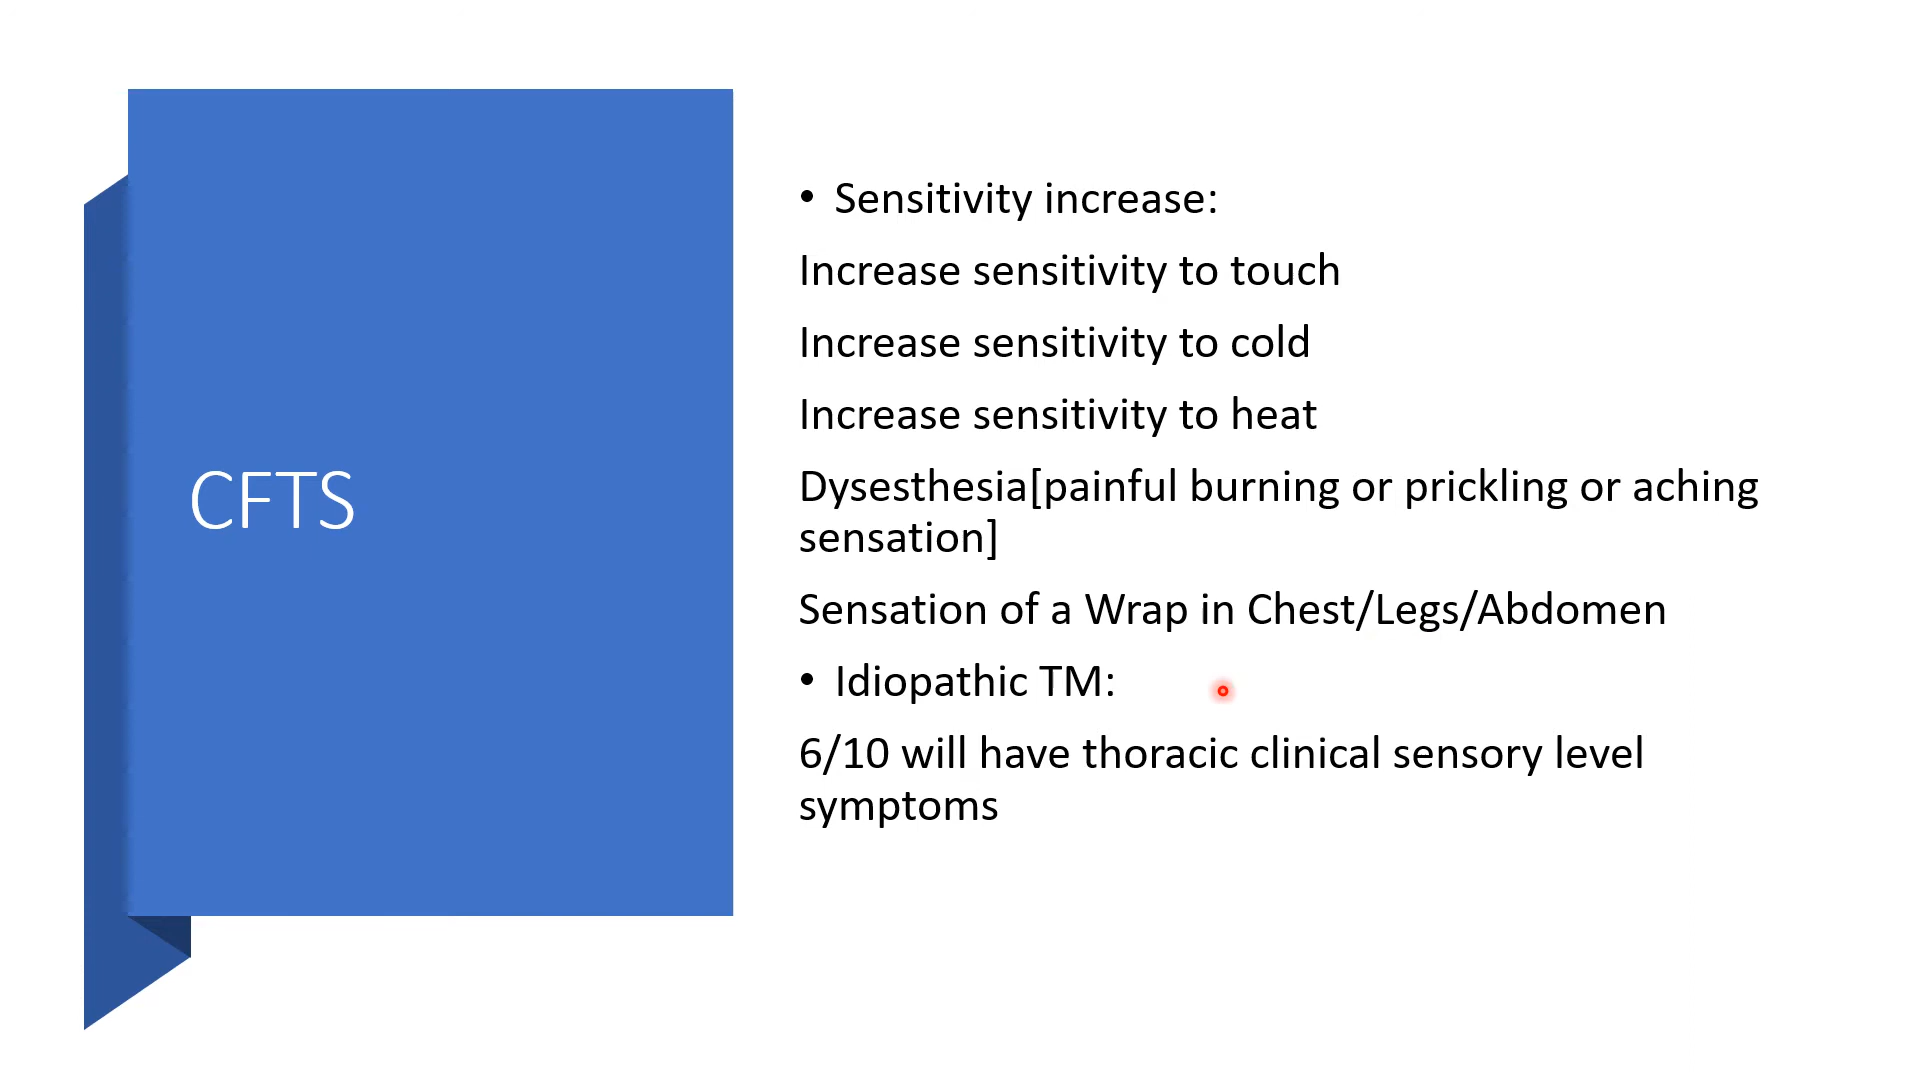 CFTS
• Sensitivity increase:
Increase sensitivity to touch
Increase sensitivity to cold
Increase sensitivity to heat
Dysesthesia[painful burning or prickling or aching
sensation]
Sensation of a Wrap in Chest/Legs/Abdomen
• Idiopathic TM:
6/10 will have thoracic clinical sensory level
symptoms